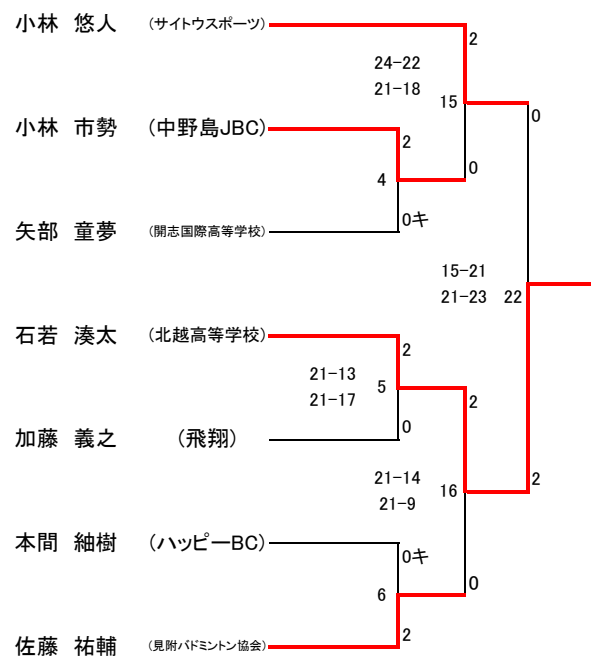 小林 悠人 (サイトウスポーツ)
2
24-22
21-18
15
0
小林 市勢 (中野島JBC)
2
4
0
0キ
矢部 童夢 (開志国際高等学校)
15-21
21-23
22
石若 湊太 (北越高等学校)
2
21-13
21-17
5
2
0
加藤 義之 (飛翔)
21-14
21-9
16
2
本間 紬樹 (ハッピーBC)
0キ
6
0
2
佐藤 祐輔 (見附バドミントン協会)